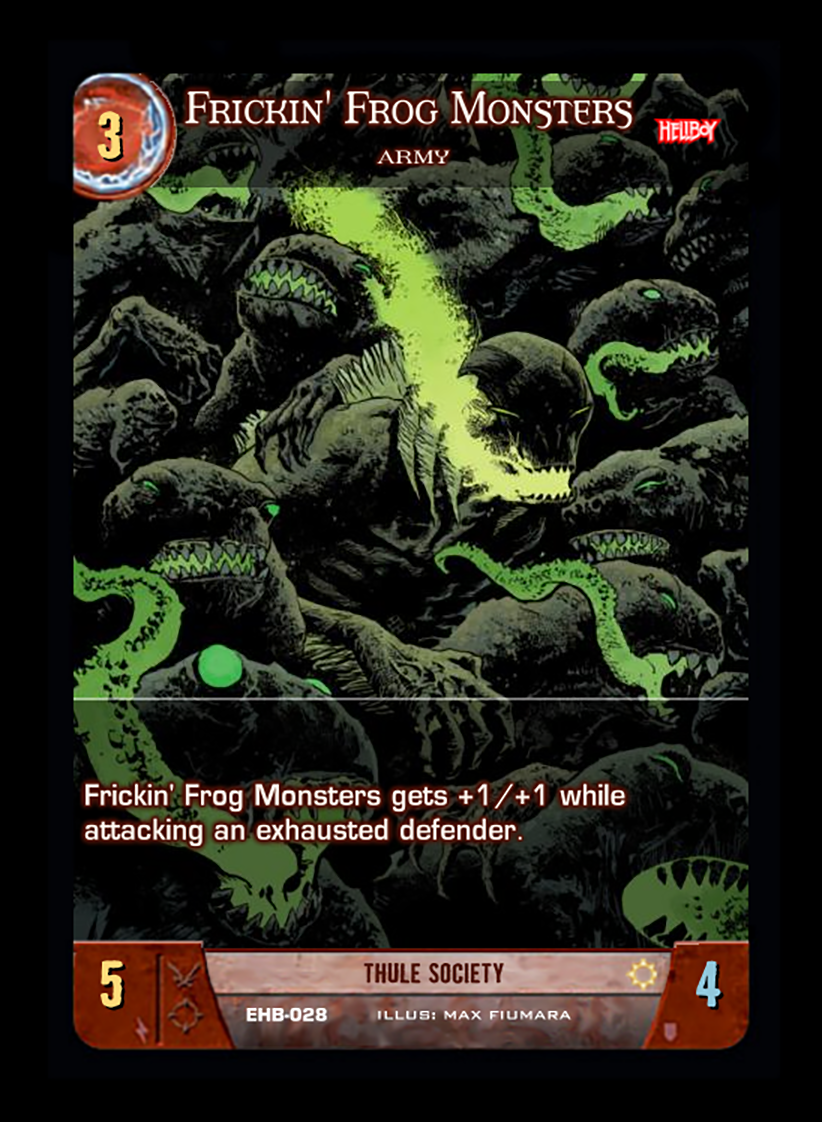 3
Frickin' Frog Monsters
HELLBOY
ARMY
Frickin' Frog Monsters gets +1/+1 while
attacking an exhausted defender.
5
THULE SOCIETY
4
EHB-028 ILLUS: MAX FIUMARA